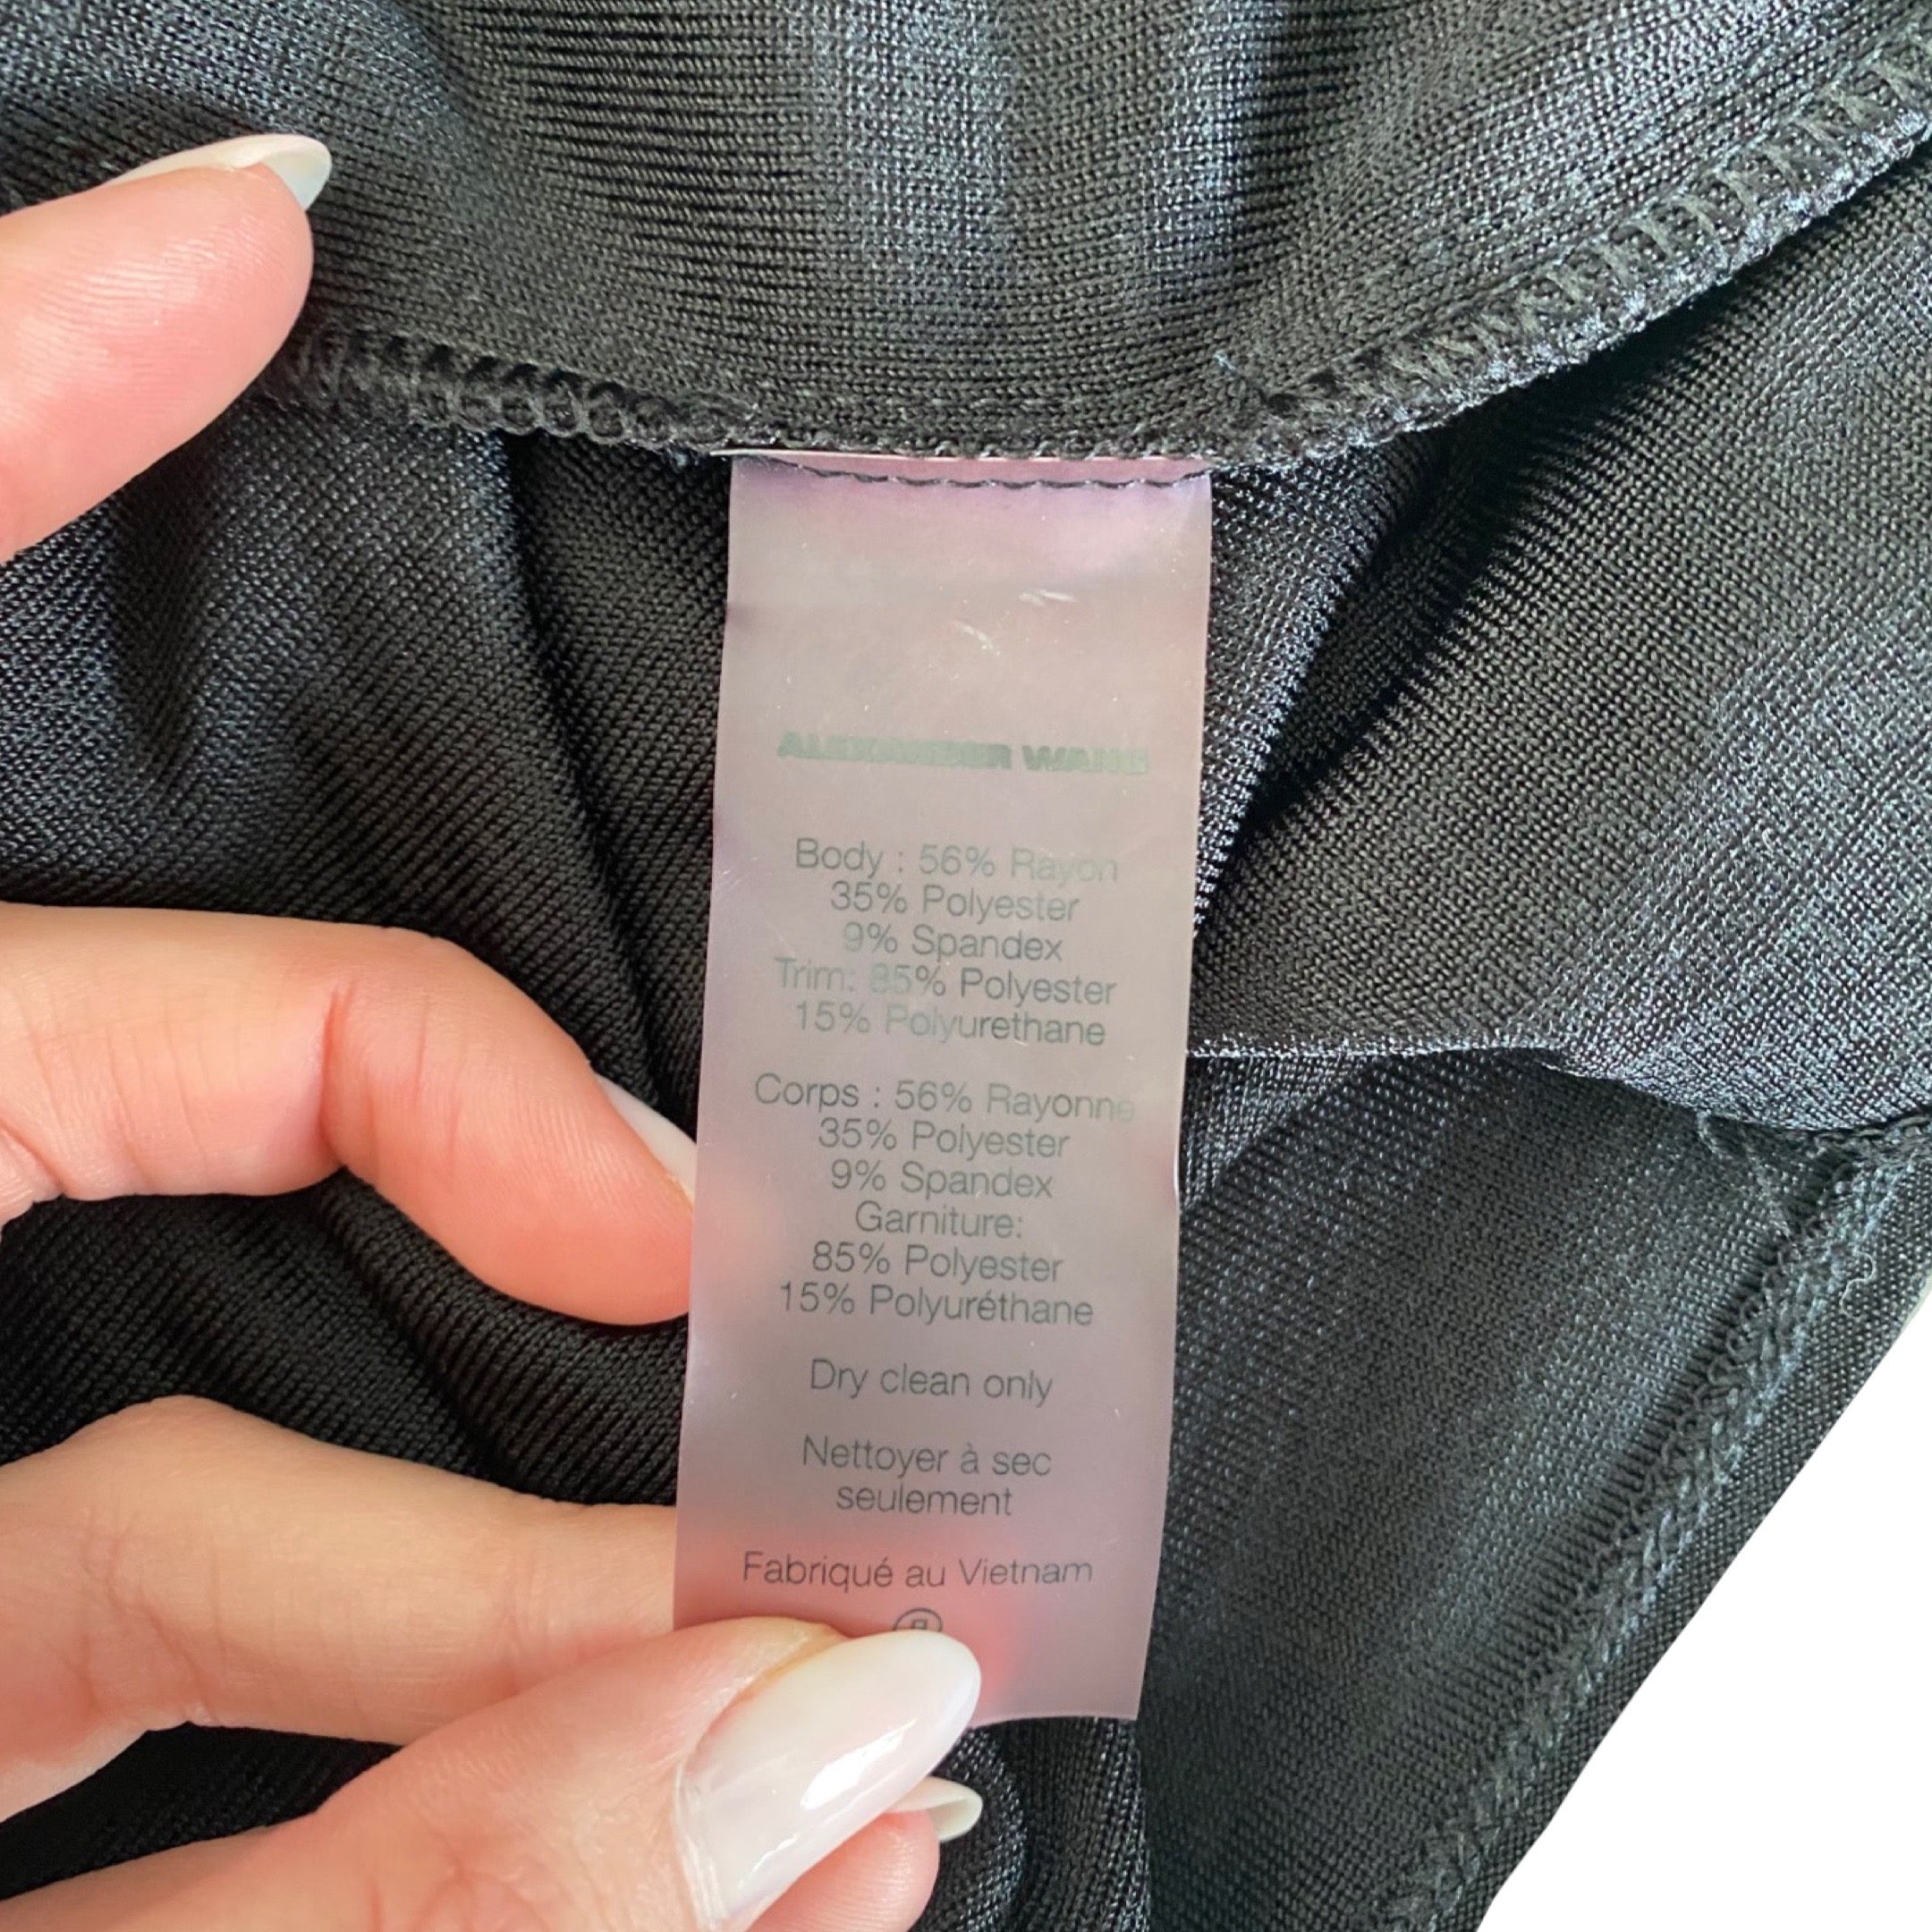 ALEXANDER WANG
Body : 56% Rayon
35% Polyester
9% Spandex
Trim: 85% Polyester
15% Polyurethane
Corps : 56% Rayonne
35% Polyester
9% Spandex
Garniture:
85% Polyester
15% Polyuréthane
Dry clean only
Nettoyer à sec
seulement
Fabriqué au Vietnam